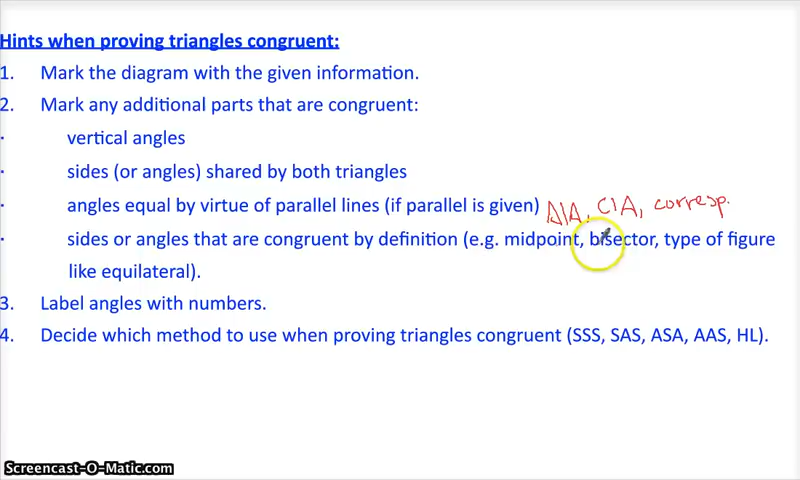 Hints when proving triangles congruent:
1. Mark the diagram with the given information.
2. Mark any additional parts that are congruent:
· vertical angles
· sides (or angles) shared by both triangles
· angles equal by virtue of parallel lines (if parallel is given) AIA, CIA, corresp.
· sides or angles that are congruent by definition (e.g. midpoint, bisector, type of figure
like equilateral).
3. Label angles with numbers.
4. Decide which method to use when proving triangles congruent (SSS, SAS, ASA, AAS, HL).
Screencast-O-Matic.com